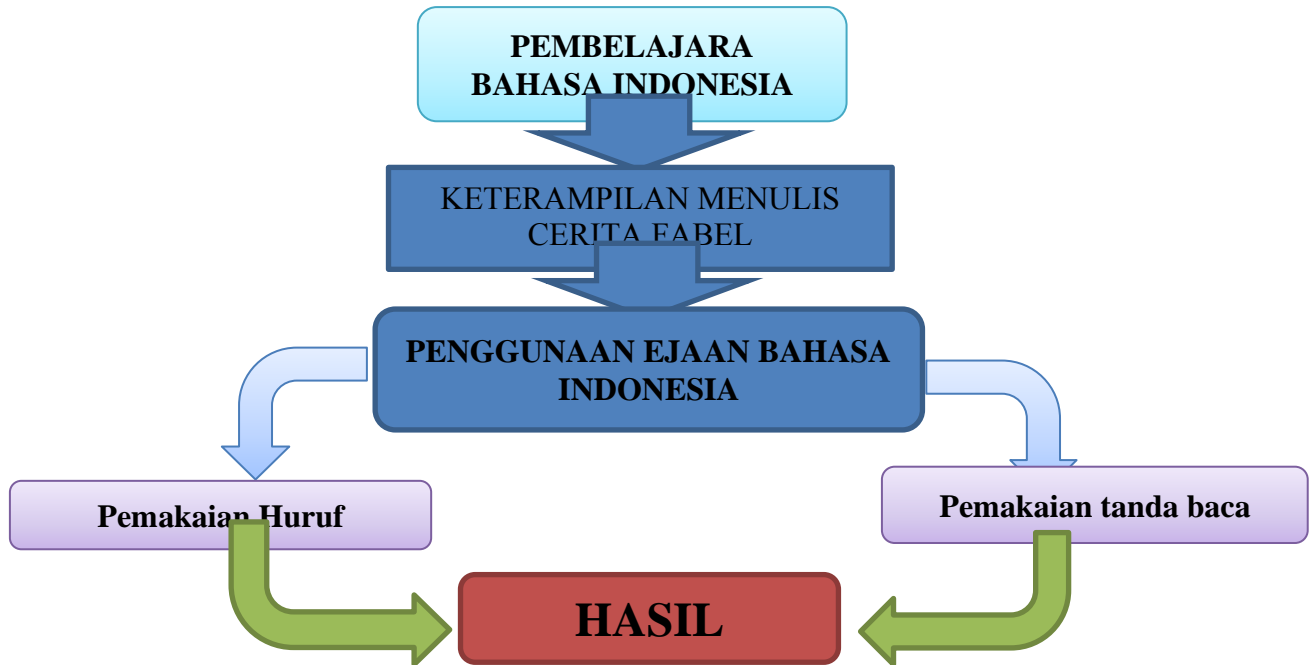 PEMBELAJARA
BAHASA INDONESIA
KETERAMPILAN MENULIS
CERITA FABEL
PENGGUNAAN EJAAN BAHASA
INDONESIA
Pemakaian Huruf
Pemakaian tanda baca
HASIL